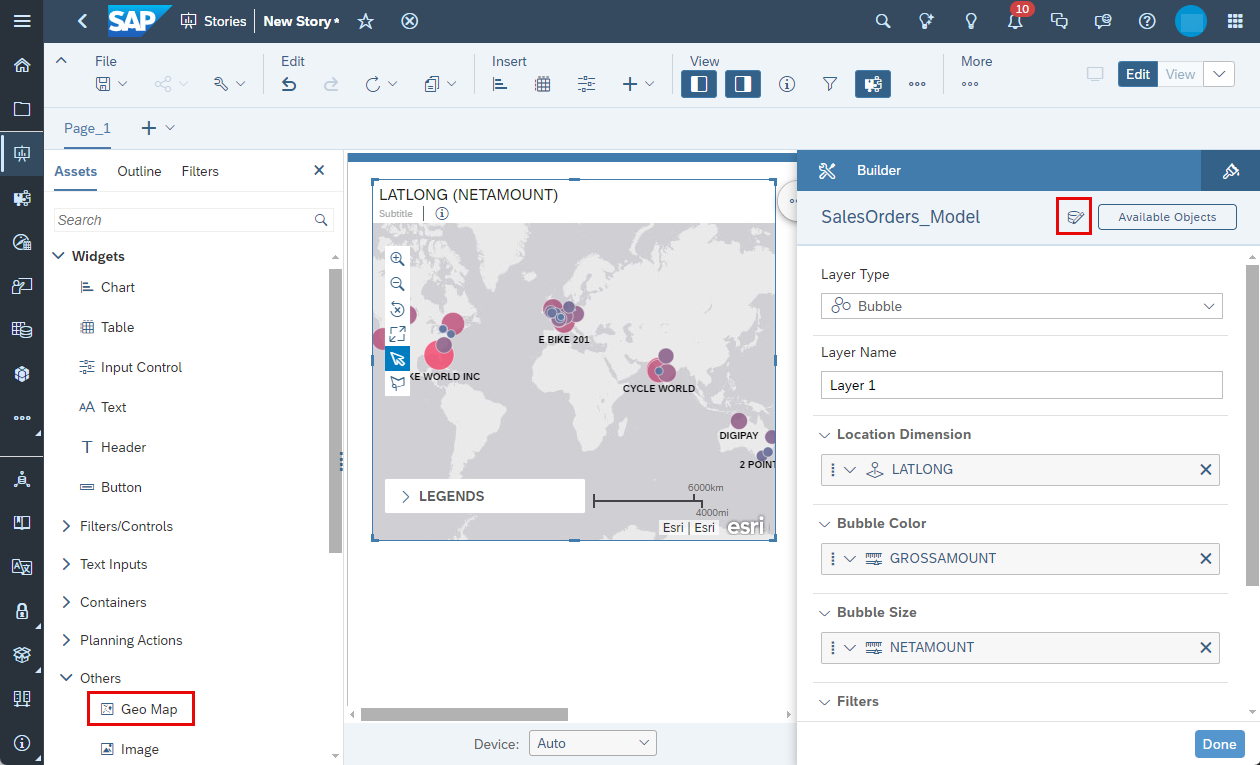 SAP
Stories
New Story*
10
File
Edit
Insert
View
More
Edit
View
Page_1
Assets
Outline
Filters
Search
Widgets
Chart
Table
Input Control
AA Text
Header
Button
Filters/Controls
Text Inputs
Containers
Planning Actions
Others
Geo Map
Image
LATLONG (NETAMOUNT)
Subtitle
E BIKE 201
KE WORLD INC
CYCLE WORLD
DIGIPAY
2 POINT
LEGENDS
6000km
4000mi
Esri | Esri
esri
Device:
Auto
Builder
SalesOrders_Model
Available Objects
Layer Type
Bubble
Layer Name
Layer 1
Location Dimension
LATLONG
Bubble Color
GROSSAMOUNT
Bubble Size
NETAMOUNT
Filters
Done